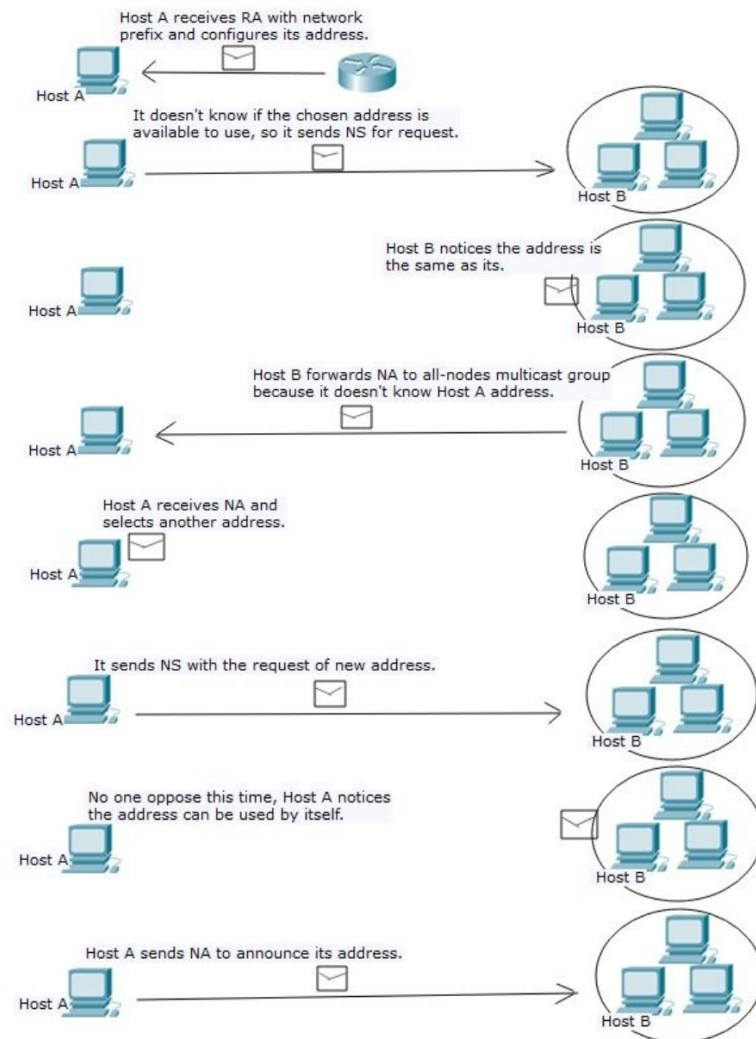 Host A receives RA with network
prefix and configures its address.
Host A
It doesn't know if the chosen address is
available to use, so it sends NS for request.
Host A
Host B
Host B notices the address is
the same as its.
Host A
Host B
Host B forwards NA to all-nodes multicast group
because it doesn't know Host A address.
Host A
Host B
Host A receives NA and
selects another address.
Host A
Host B
It sends NS with the request of new address.
Host A
Host B
No one oppose this time, Host A notices
the address can be used by itself.
Host A
Host B
Host A sends NA to announce its address.
Host A
Host B